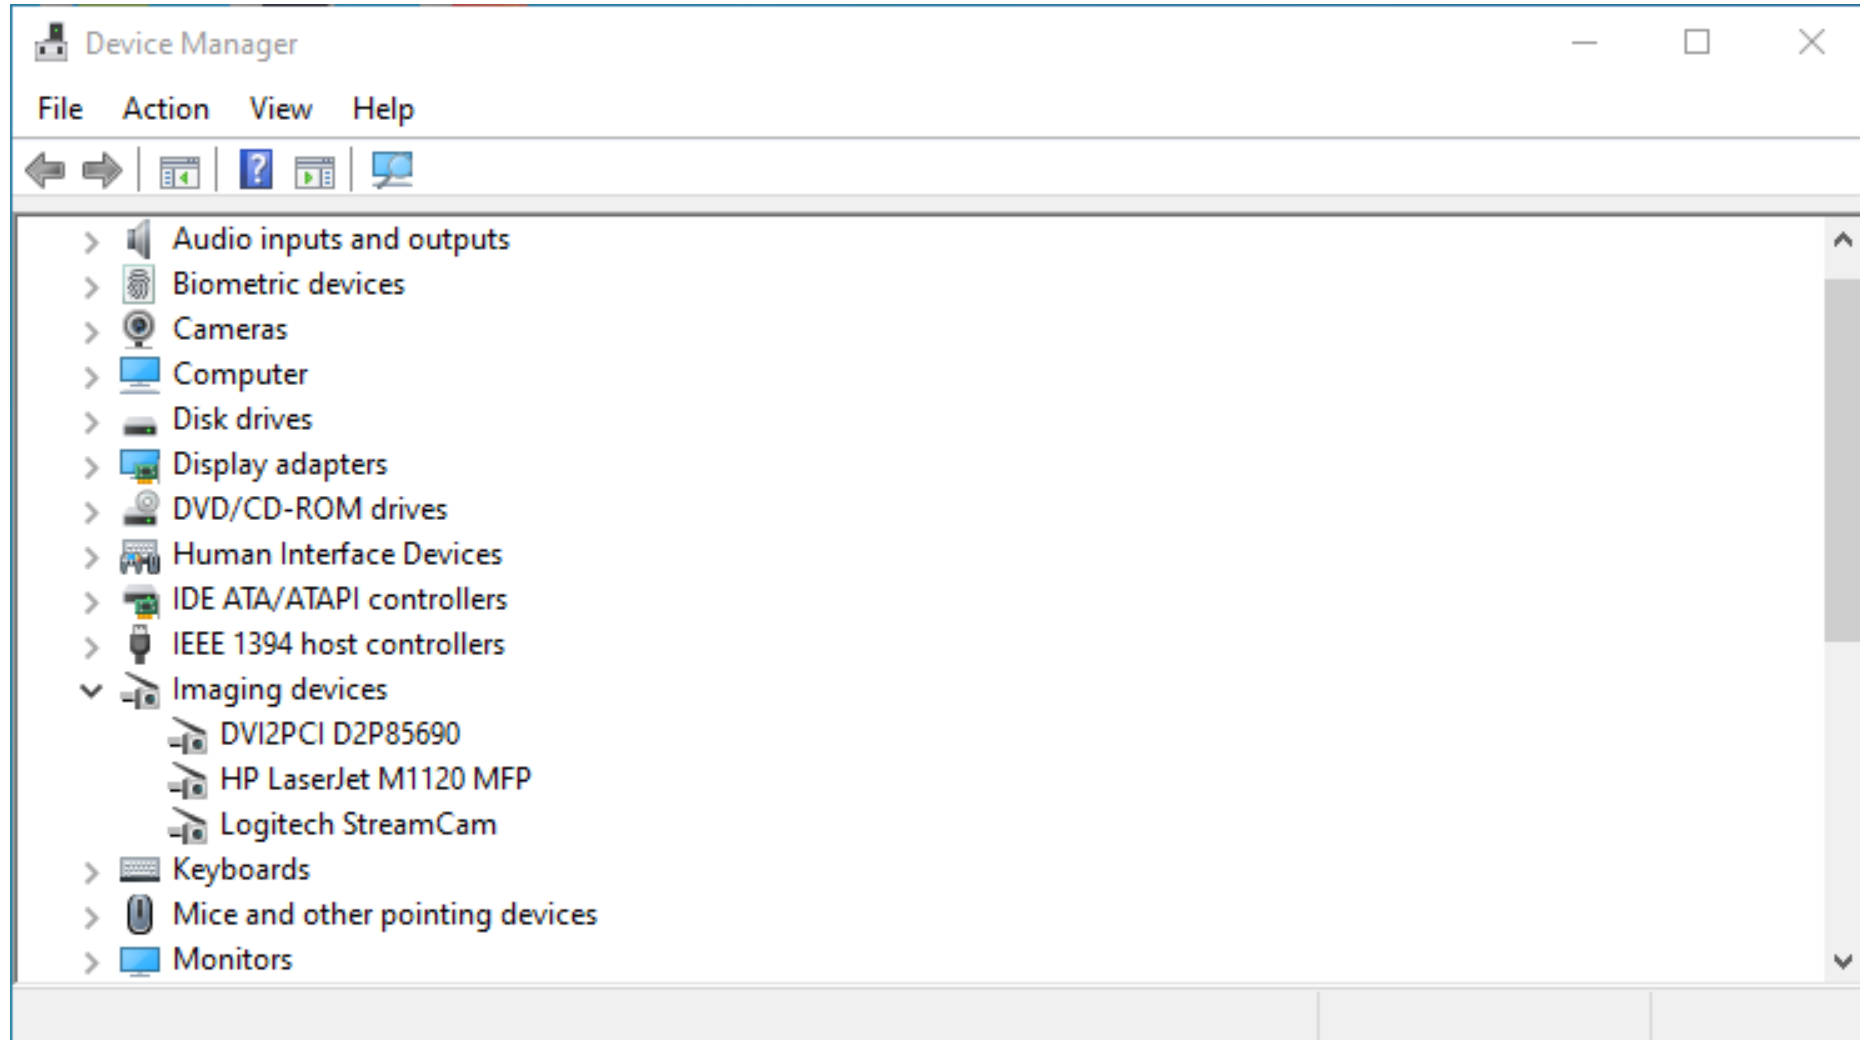 Device Manager
File Action View Help
Audio inputs and outputs
Biometric devices
Cameras
Computer
Disk drives
Display adapters
DVD/CD-ROM drives
Human Interface Devices
IDE ATA/ATAPI controllers
IEEE 1394 host controllers
Imaging devices
DVI2PCI D2P85690
HP LaserJet M1120 MFP
Logitech StreamCam
Keyboards
Mice and other pointing devices
Monitors